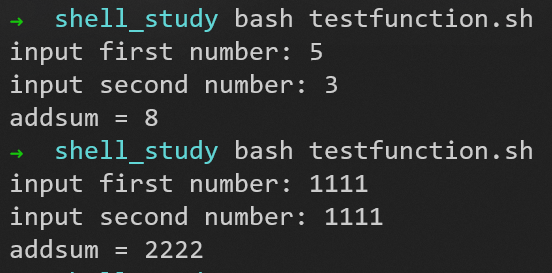 ➜ shell_study bash testfunction.sh
input first number: 5
input second number: 3
addsum = 8
➜ shell_study bash testfunction.sh
input first number: 1111
input second number: 1111
addsum = 2222